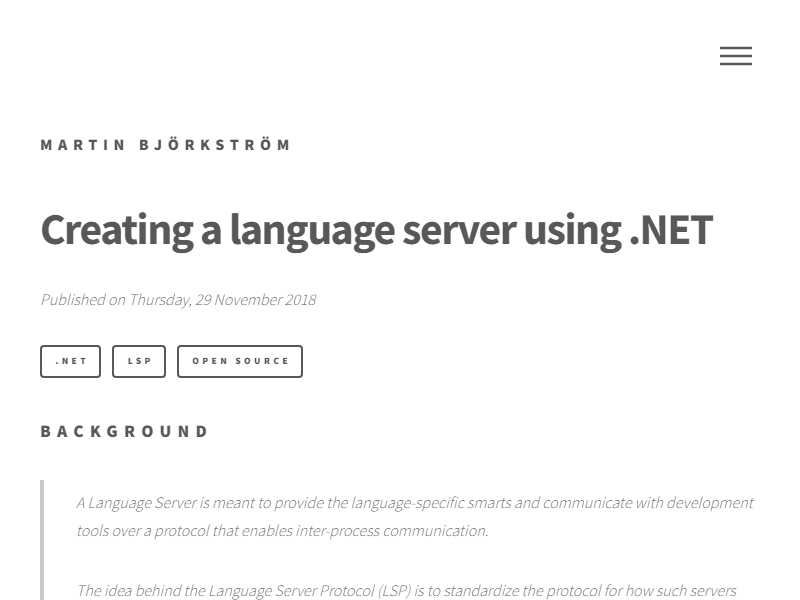 MARTIN BJÖRKSTRÖM
Creating a language server using .NET
Published on Thursday, 29 November 2018
.NET LSP OPEN SOURCE
BACKGROUND
A Language Server is meant to provide the language-specific smarts and communicate with development
tools over a protocol that enables inter-process communication.
The idea behind the Language Server Protocol (LSP) is to standardize the protocol for how such servers